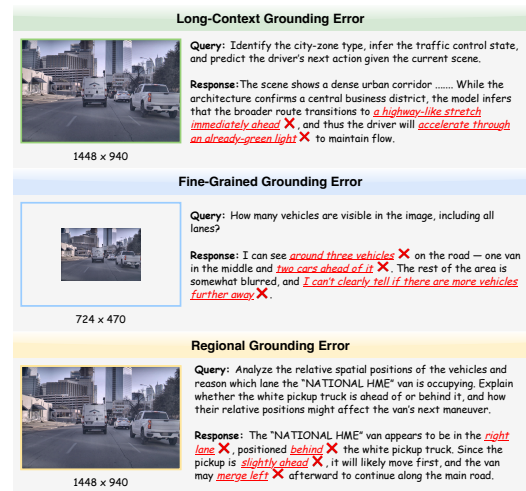 Long-Context Grounding Error
Query: Identify the city-zone type, infer the traffic control state,
and predict the driver's next action given the current scene.
Response:The scene shows a dense urban corridor ....... While the
architecture confirms a central business district, the model infers
that the broader route transitions to a highway-like stretch
immediately ahead ❌, and thus the driver will accelerate through
an already-green light ❌ to maintain flow.
1448 x 940
Fine-Grained Grounding Error
Query: How many vehicles are visible in the image, including all
lanes?
Response: I can see around three vehicles ❌ on the road — one van
in the middle and two cars ahead of it ❌. The rest of the area is
somewhat blurred, and I can't clearly tell if there are more vehicles
further away ❌.
724 x 470
Regional Grounding Error
Query: Analyze the relative spatial positions of the vehicles and
reason which lane the "NATIONAL HME" van is occupying. Explain
whether the white pickup truck is ahead of or behind it, and how
their relative positions might affect the van's next maneuver.
Response: The "NATIONAL HME" van appears to be in the right
lane ❌, positioned behind ❌ the white pickup truck. Since the
pickup is slightly ahead ❌, it will likely move first, and the van
may merge left ❌ afterward to continue along the main road.
1448 x 940